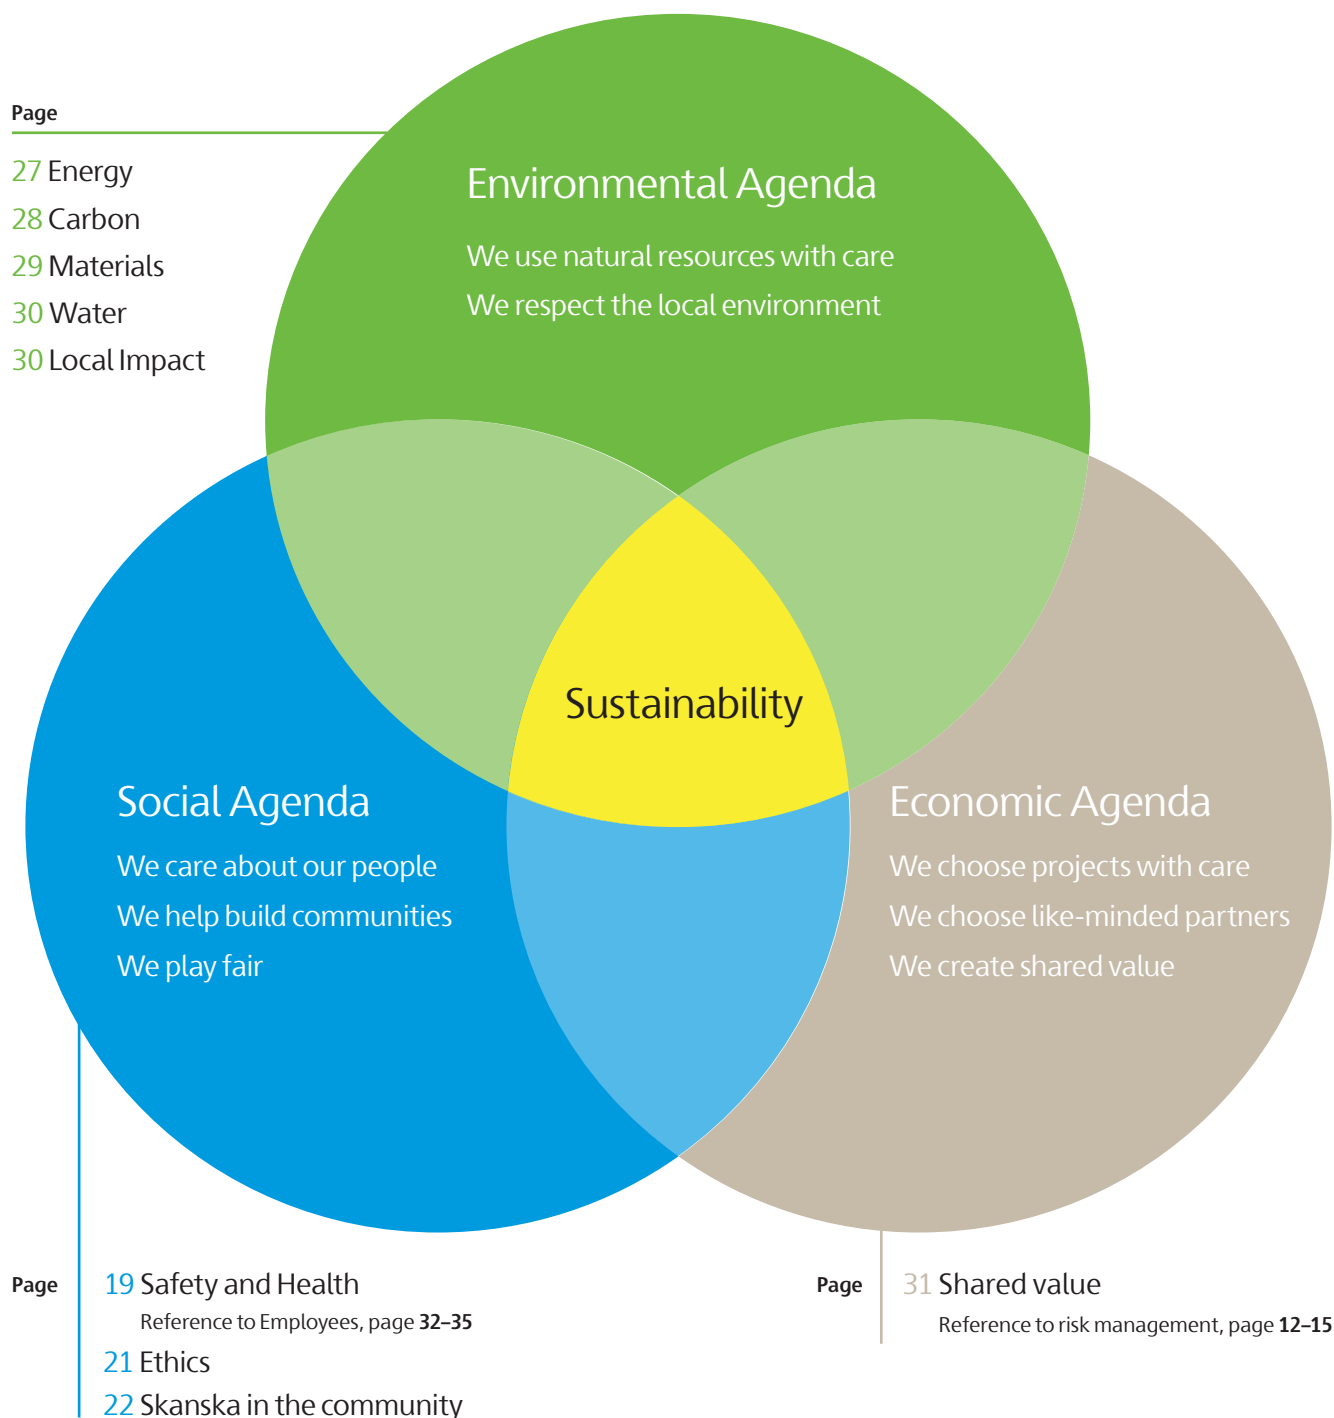 Page
27 Energy
28 Carbon
29 Materials
30 Water
30 Local Impact
Environmental Agenda
We use natural resources with care
We respect the local environment
Sustainability
Social Agenda
We care about our people
We help build communities
We play fair
Economic Agenda
We choose projects with care
We choose like-minded partners
We create shared value
Page
19 Safety and Health
Reference to Employees, page 32–35
21 Ethics
22 Skanska in the community
Page
31 Shared value
Reference to risk management, page 12–15